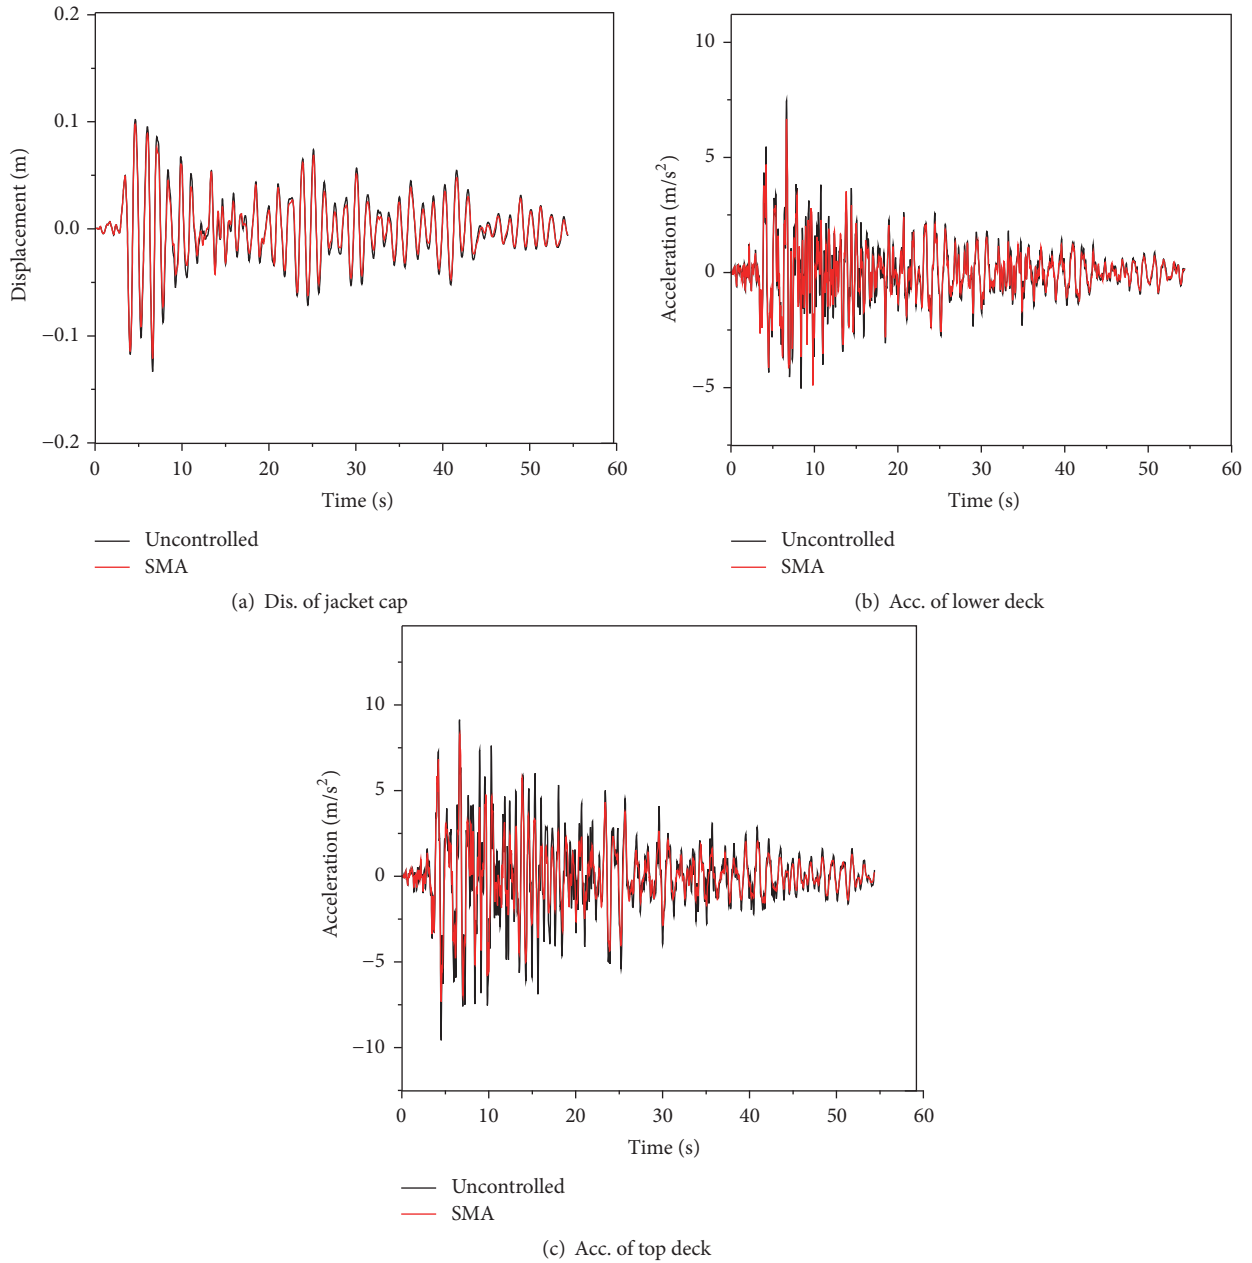 0.2
0.1
0.0
−0.1
−0.2
Displacement (m)
0 10 20 30 40 50 60
Time (s)
Uncontrolled
SMA
(a) Dis. of jacket cap
10
5
0
−5
Acceleration (m/s²)
0 10 20 30 40 50 60
Time (s)
Uncontrolled
SMA
(b) Acc. of lower deck
10
5
0
−5
−10
Acceleration (m/s²)
0 10 20 30 40 50 60
Time (s)
Uncontrolled
SMA
(c) Acc. of top deck